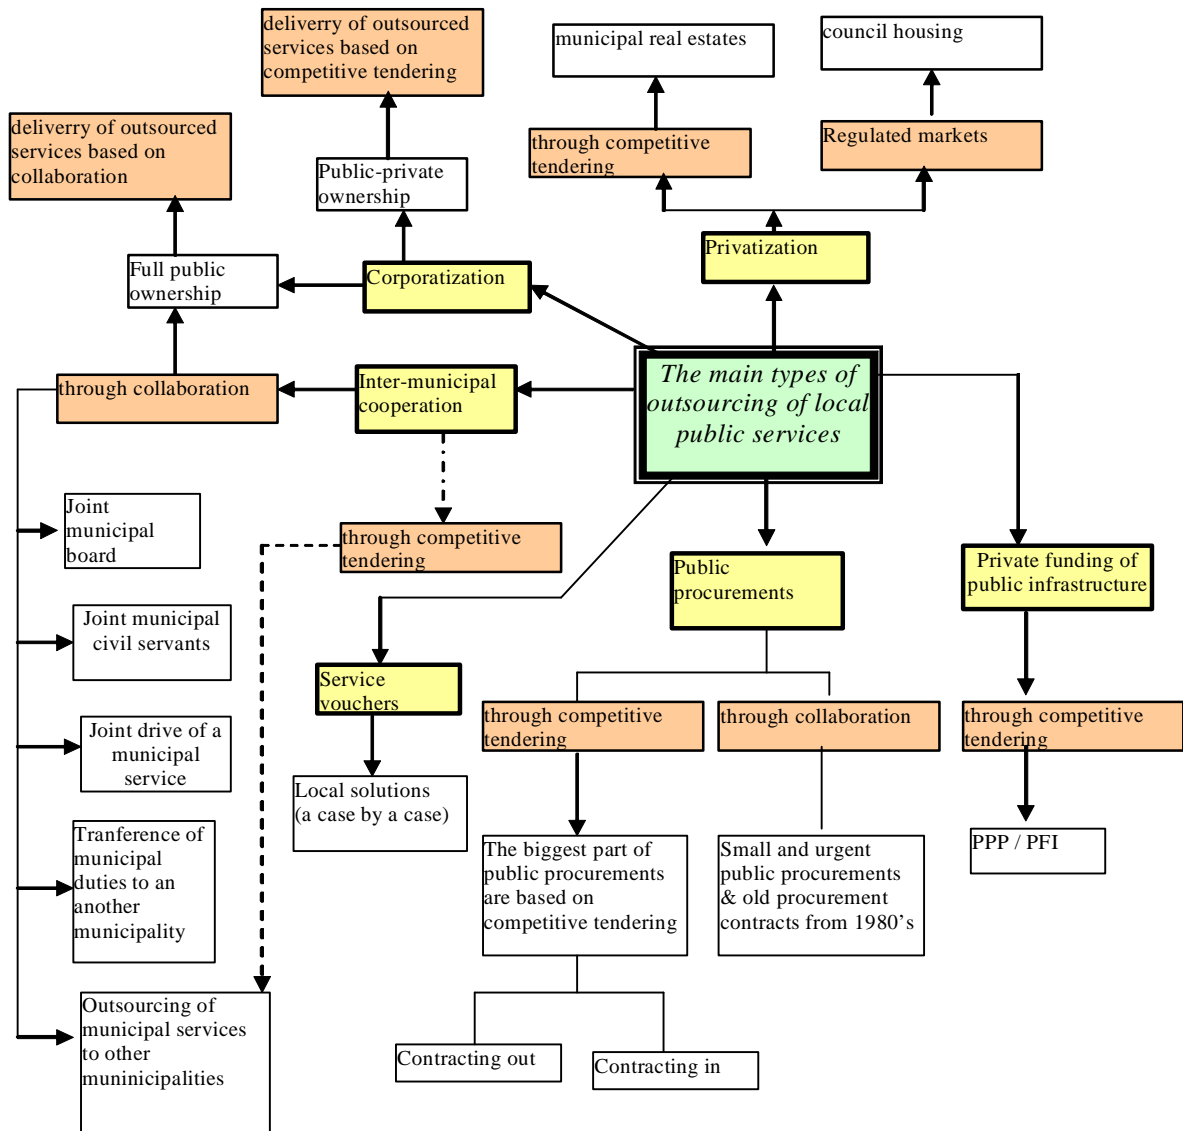 deliverry of outsourced
services based on
competitive tendering
municipal real estates
council housing
deliverry of outsourced
services based on
collaboration
Public-private
ownership
through competitive
tendering
Regulated markets
Full public
ownership
Corporatization
Privatization
through collaboration
Inter-municipal
cooperation
The main types of
outsourcing of local
public services
Joint
municipal
board
through competitive
tendering
Public
procurements
Private funding of
public infrastructure
Joint municipal
civil servants
Service
vouchers
through competitive
tendering
through collaboration
through competitive
tendering
Joint drive of a
municipal
service
Local solutions
(a case by a case)
Tranference of
municipal
duties to an
another
municipality
The biggest part of
public procurements
are based on
competitive tendering
Small and urgent
public procurements
& old procurement
contracts from 1980's
PPP / PFI
Outsourcing of
municipal services
to other
muninicipalities
Contracting out
Contracting in